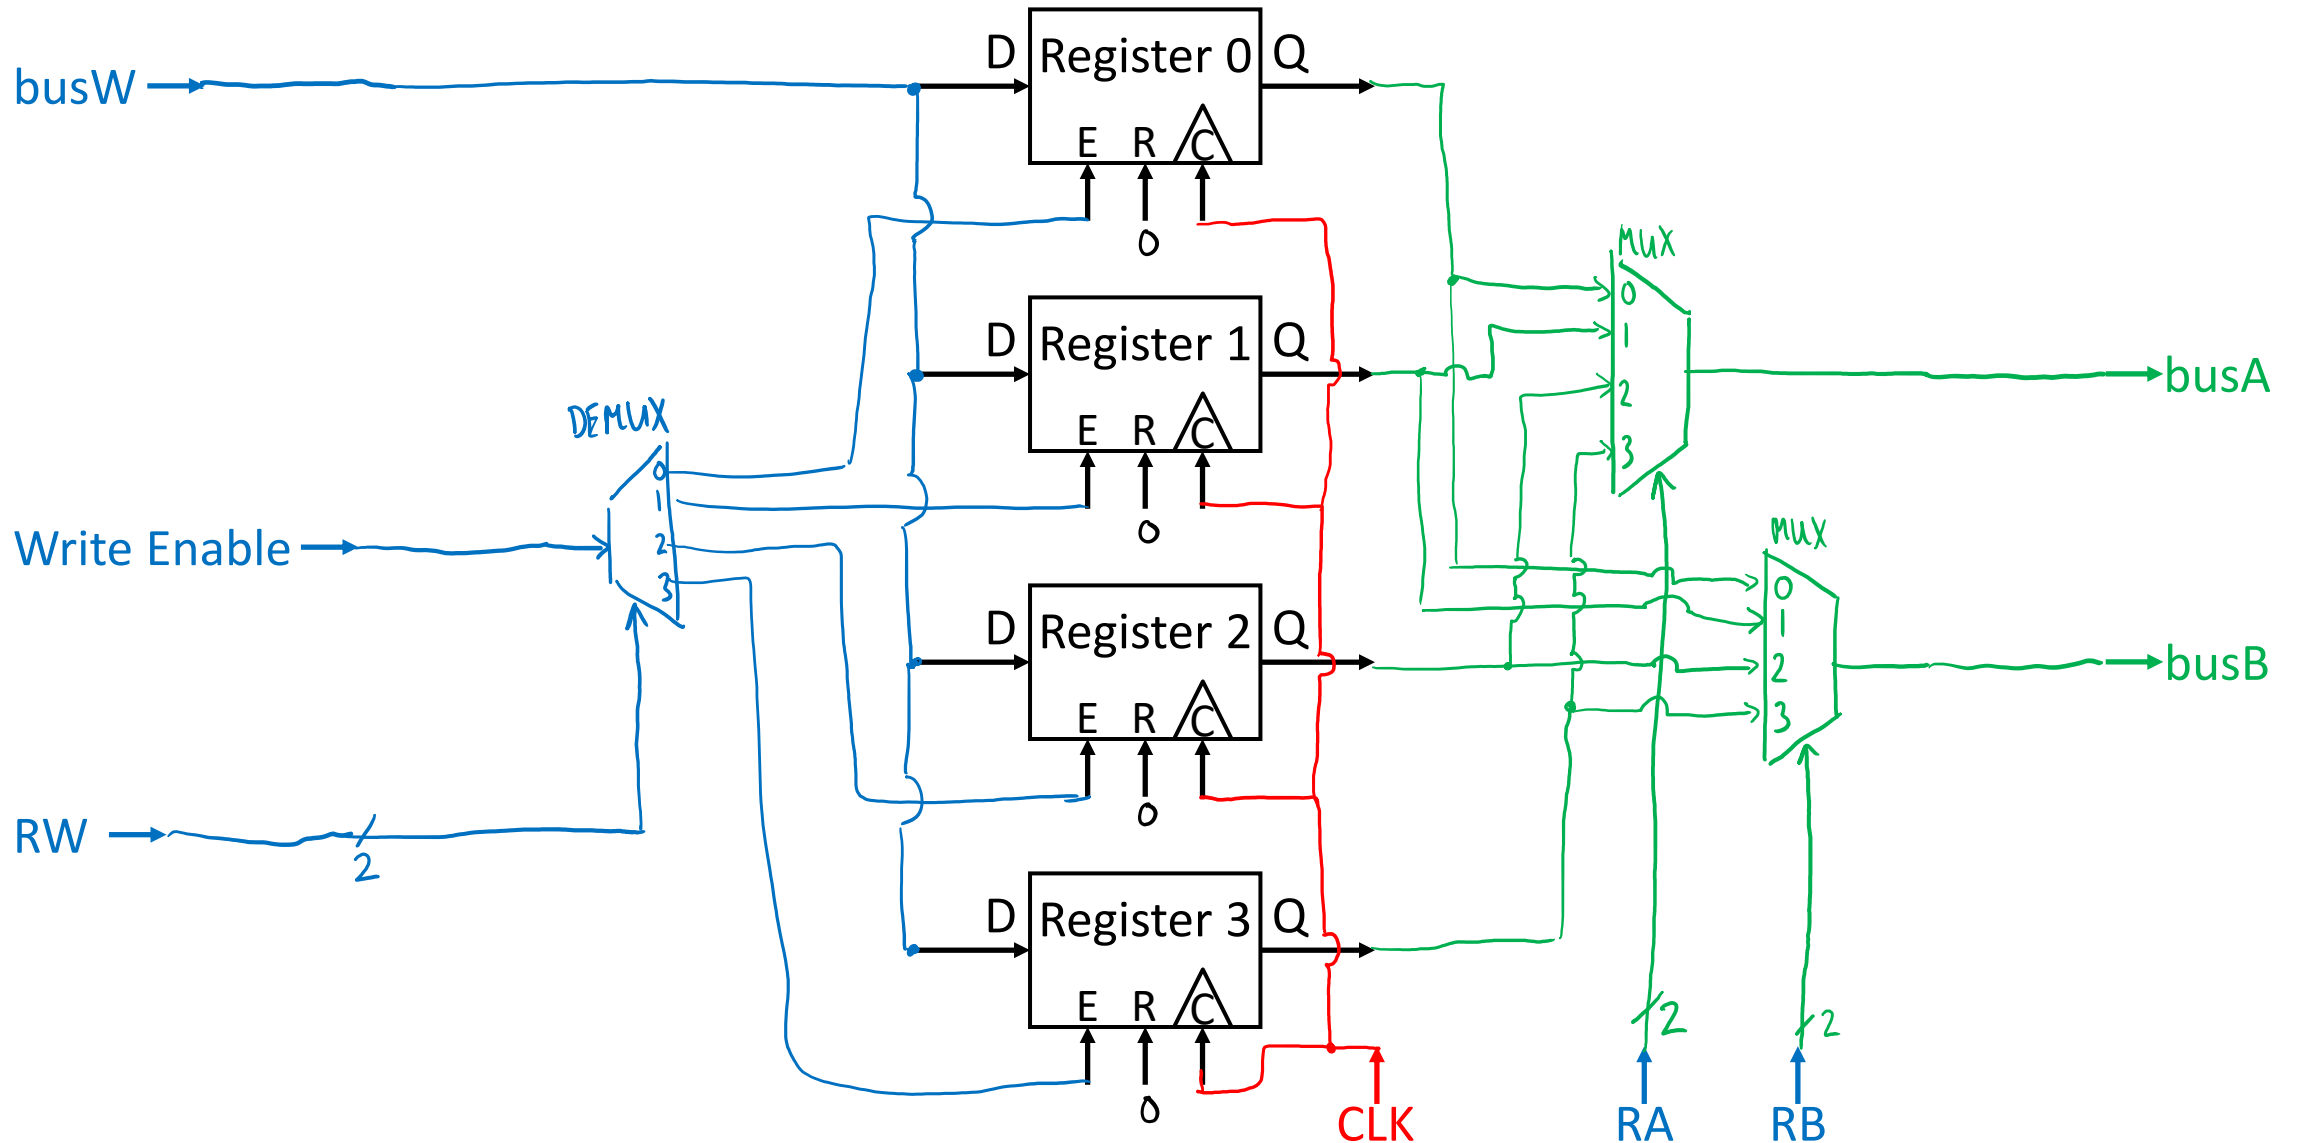 busW
D Register 0 Q
E R C
0
MUX
0
1
2
3
D Register 1 Q
E R C
0
busA
DEMUX
0
1
2
3
Write Enable
MUX
0
1
2
3
D Register 2 Q
E R C
0
busB
RW
2
D Register 3 Q
E R C
0
2
2
CLK
RA
RB